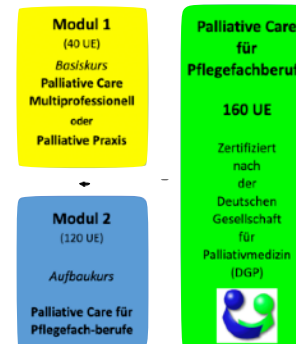 Modul 1
(40 UE)
Basiskurs
Palliative Care
Multiprofessionell
oder
Palliative Praxis
Modul 2
(120 UE)
Aufbaukurs
Palliative Care für
Pflegefach-berufe
Palliative Care
für
Pflegefachberuf
160 UE
Zertifiziert
nach
der
Deutschen
Gesellschaft
für
Palliativmedizin
(DGP)